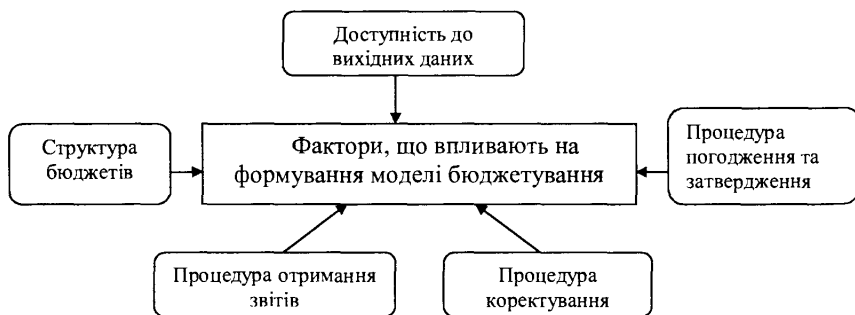 Доступність до
вихідних даних
Структура
бюджетів
Фактори, що впливають на
формування моделі бюджетування
Процедура
погодження та
затвердження
Процедура отримання
звітів
Процедура
коректування